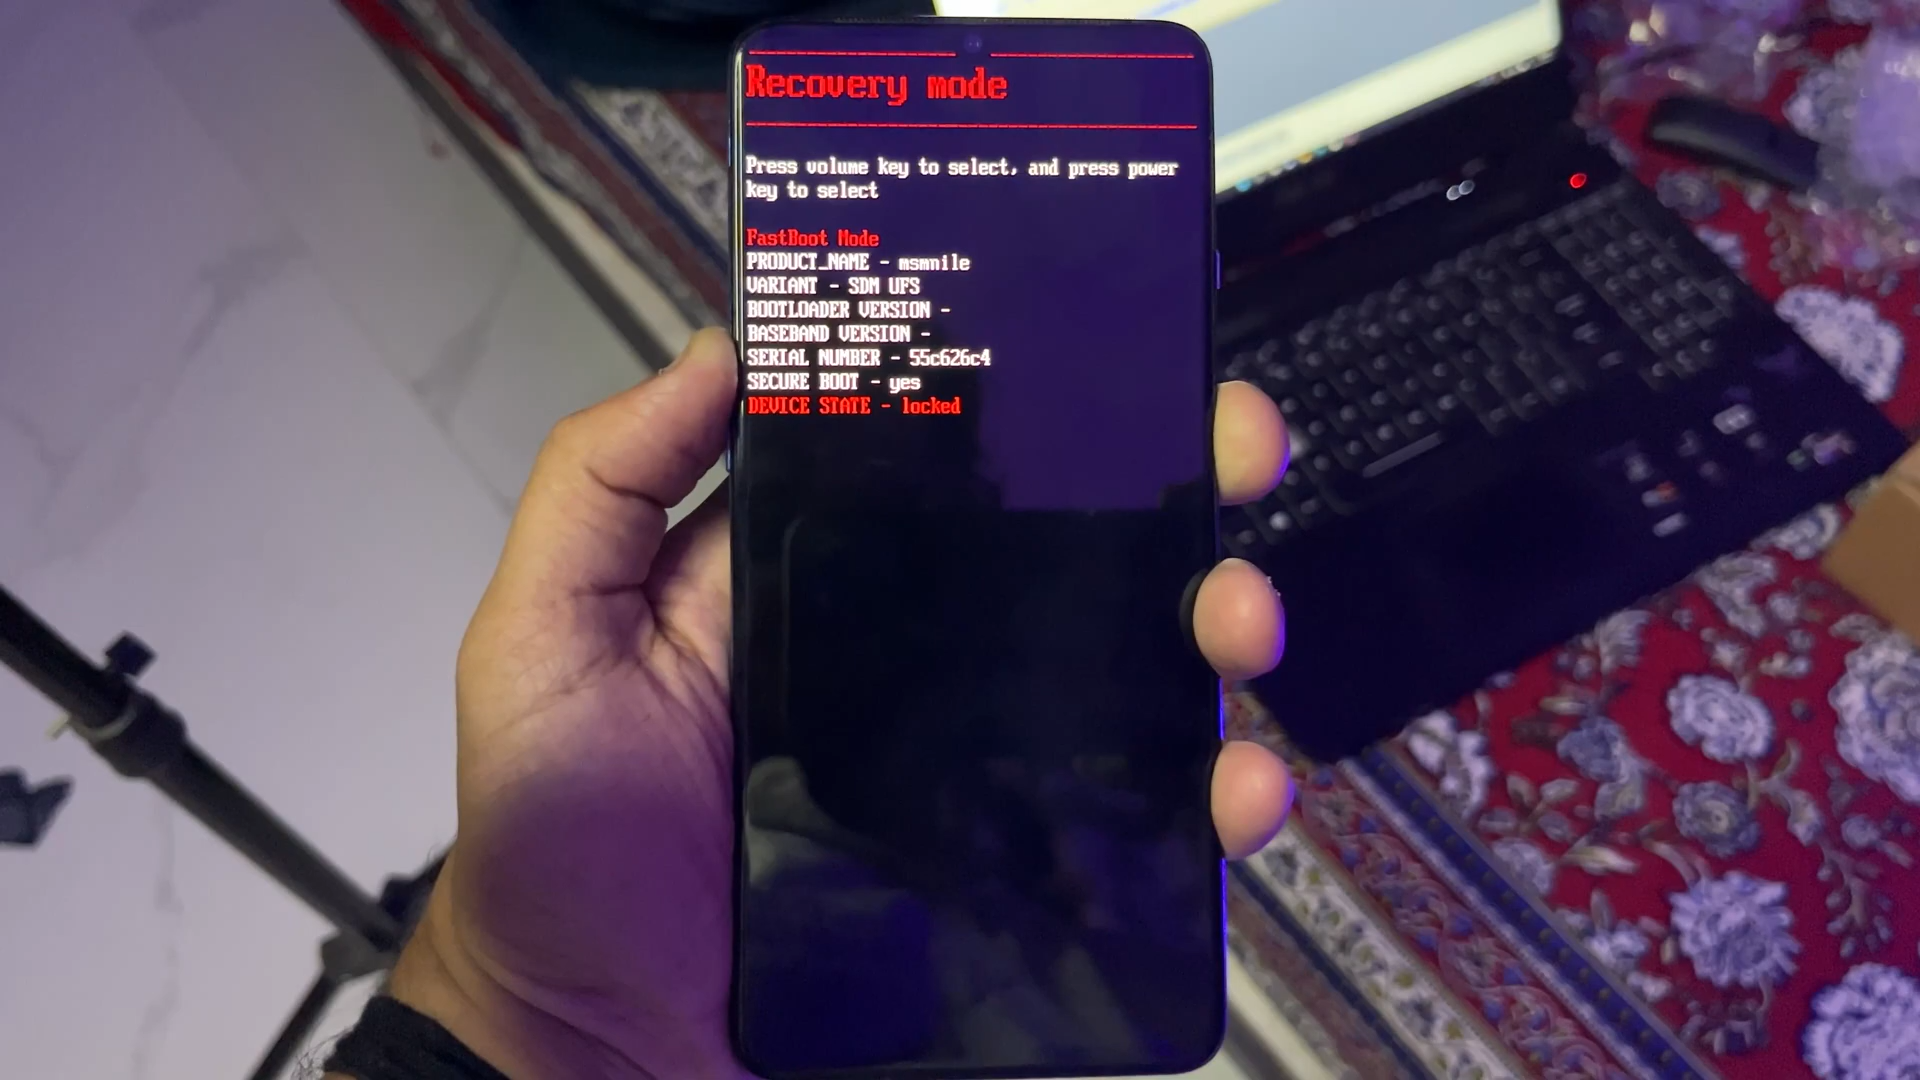 Recovery mode
Press volume key to select, and press power
key to select
FastBoot Mode
PRODUCT_NAME - msmnile
VARIANT - SDM UFS
BOOTLOADER VERSION -
BASEBAND VERSION -
SERIAL NUMBER - 55c626c4
SECURE BOOT - yes
DEVICE STATE - locked